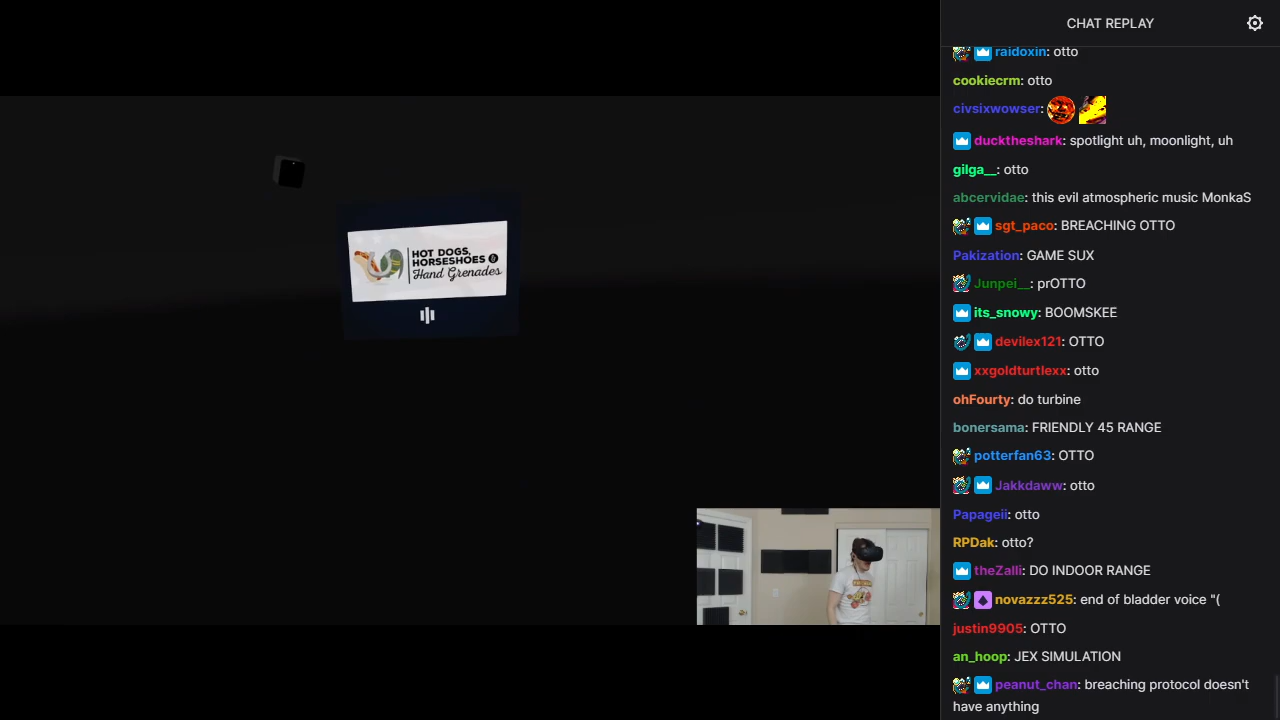 CHAT REPLAY
raidoxin: otto
cookiecrm: otto
civsixwowser:
ducktheshark: spotlight uh, moonlight, uh
gilga__: otto
abcervidae: this evil atmospheric music MonkaS
sgt_paco: BREACHING OTTO
Pakization: GAME SUX
Junpei__: prOTTO
its_snowy: BOOMSKEE
devilex121: OTTO
xxgoldturtlexx: otto
ohFourty: do turbine
bonersama: FRIENDLY 45 RANGE
potterfan63: OTTO
Jakkdaww: otto
Papageii: otto
RPDak: otto?
theZalli: DO INDOOR RANGE
novazzz525: end of bladder voice "(
justin9905: OTTO
an_hoop: JEX SIMULATION
peanut_chan: breaching protocol doesn't
have anything
HOT DOGS,
HORSESHOES &
Hand Grenades